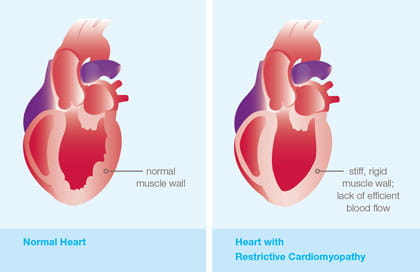 normal
muscle wall
stiff, rigid
muscle wall;
lack of efficient
blood flow
Normal Heart
Heart with
Restrictive Cardiomyopathy